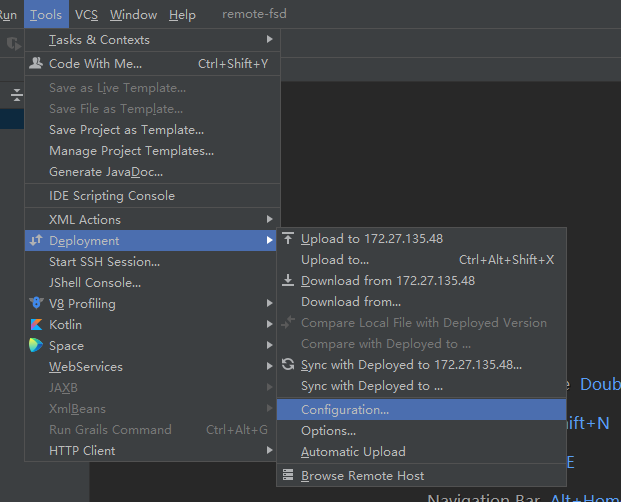 Run Tools VCS Window Help remote-fsd
Tasks & Contexts
Code With Me... Ctrl+Shift+Y
Save as Live Template...
Save File as Template...
Save Project as Template...
Manage Project Templates...
Generate JavaDoc...
IDE Scripting Console
XML Actions
Deployment
Start SSH Session...
JShell Console...
V8 Profiling
Kotlin
Space
WebServices
JAXB
XmlBeans
Run Grails Command Ctrl+Alt+G
HTTP Client
Upload to 172.27.135.48
Upload to... Ctrl+Alt+Shift+X
Download from 172.27.135.48
Download from...
Compare Local File with Deployed Version
Compare with Deployed to ...
Sync with Deployed to 172.27.135.48...
Sync with Deployed to ...
Configuration...
Options...
Automatic Upload
Browse Remote Host
e Doub
ift+N
E
Navigation Bar Alt+Hom